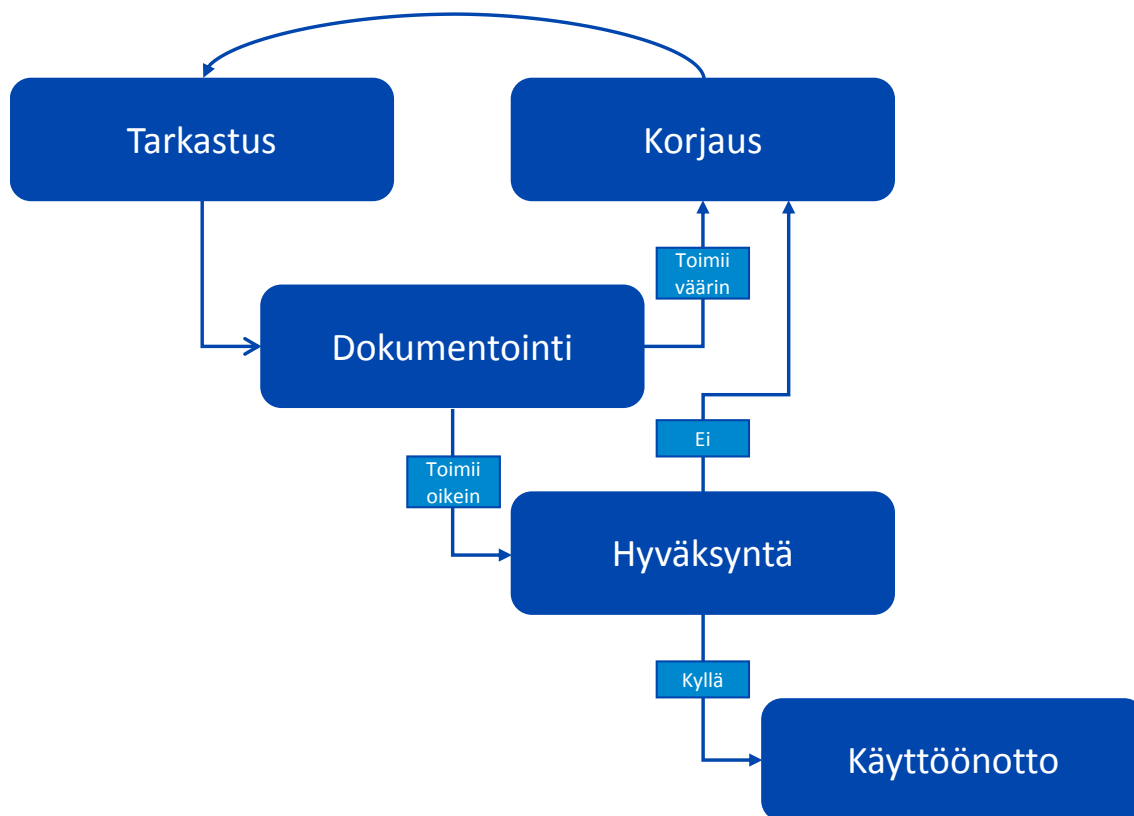 Tarkastus
Korjaus
Toimii
väärin
Dokumentointi
Ei
Toimii
oikein
Hyväksyntä
Kyllä
Käyttöönotto